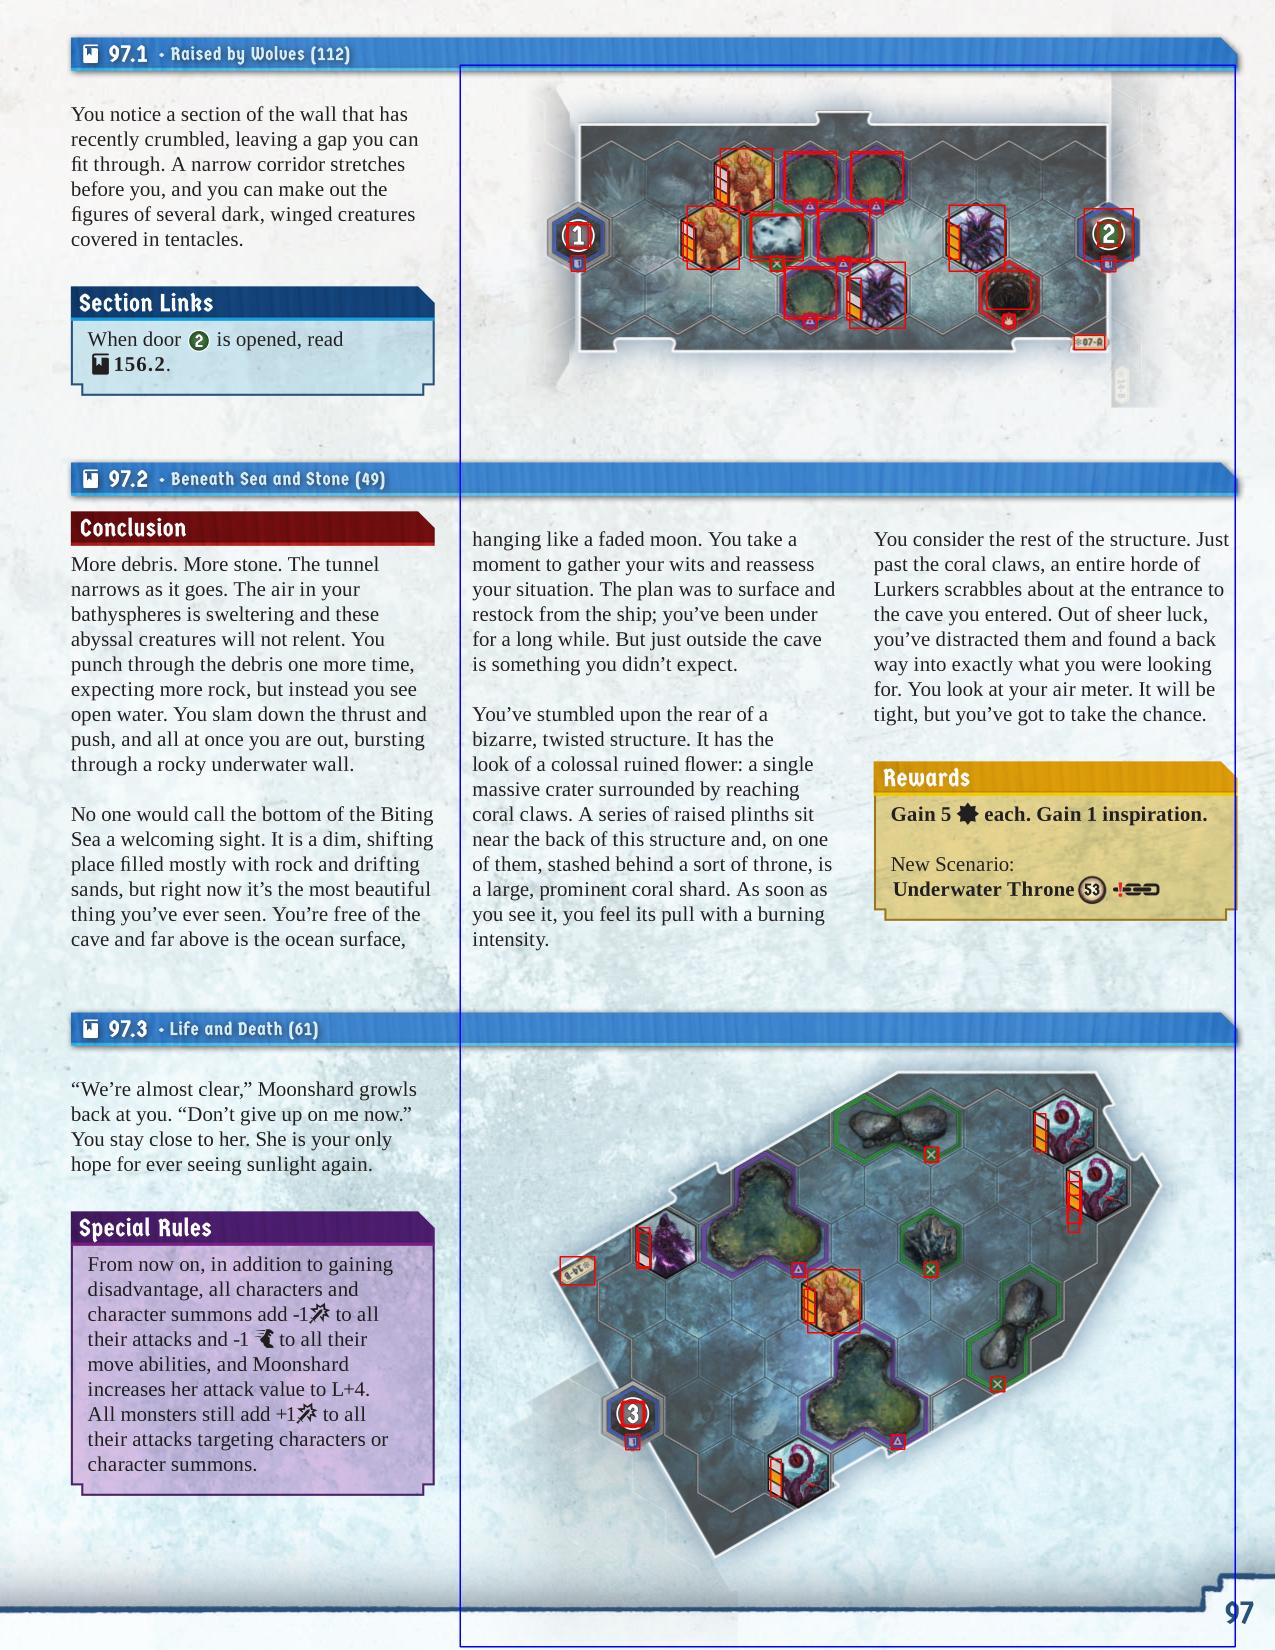 97.1 • Raised by Wolves (112)
You notice a section of the wall that has
recently crumbled, leaving a gap you can
fit through. A narrow corridor stretches
before you, and you can make out the
figures of several dark, winged creatures
covered in tentacles.
Section Links
When door 2 is opened, read
156.2.
1
2
07-A
14-B
97.2 • Beneath Sea and Stone (49)
Conclusion
More debris. More stone. The tunnel
narrows as it goes. The air in your
bathyspheres is sweltering and these
abyssal creatures will not relent. You
punch through the debris one more time,
expecting more rock, but instead you see
open water. You slam down the thrust and
push, and all at once you are out, bursting
through a rocky underwater wall.
No one would call the bottom of the Biting
Sea a welcoming sight. It is a dim, shifting
place filled mostly with rock and drifting
sands, but right now it’s the most beautiful
thing you’ve ever seen. You’re free of the
cave and far above is the ocean surface,
hanging like a faded moon. You take a
moment to gather your wits and reassess
your situation. The plan was to surface and
restock from the ship; you’ve been under
for a long while. But just outside the cave
is something you didn’t expect.
You’ve stumbled upon the rear of a
bizarre, twisted structure. It has the
look of a colossal ruined flower: a single
massive crater surrounded by reaching
coral claws. A series of raised plinths sit
near the back of this structure and, on one
of them, stashed behind a sort of throne, is
a large, prominent coral shard. As soon as
you see it, you feel its pull with a burning
intensity.
You consider the rest of the structure. Just
past the coral claws, an entire horde of
Lurkers scrabbles about at the entrance to
the cave you entered. Out of sheer luck,
you’ve distracted them and found a back
way into exactly what you were looking
for. You look at your air meter. It will be
tight, but you’ve got to take the chance.
Rewards
Gain 5 each. Gain 1 inspiration.
New Scenario:
Underwater Throne 53
97.3 • Life and Death (61)
“We’re almost clear,” Moonshard growls
back at you. “Don’t give up on me now.”
You stay close to her. She is your only
hope for ever seeing sunlight again.
Special Rules
From now on, in addition to gaining
disadvantage, all characters and
character summons add -1 to all
their attacks and -1 to all their
move abilities, and Moonshard
increases her attack value to L+4.
All monsters still add +1 to all
their attacks targeting characters or
character summons.
14-B
3
97